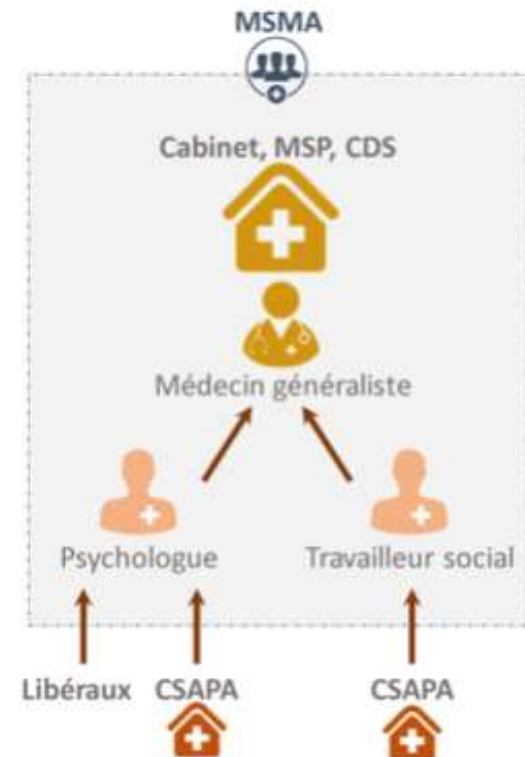 MSMA
Cabinet, MSP, CDS
Médecin généraliste
Psychologue Travailleur social
Libéraux CSAPA CSAPA